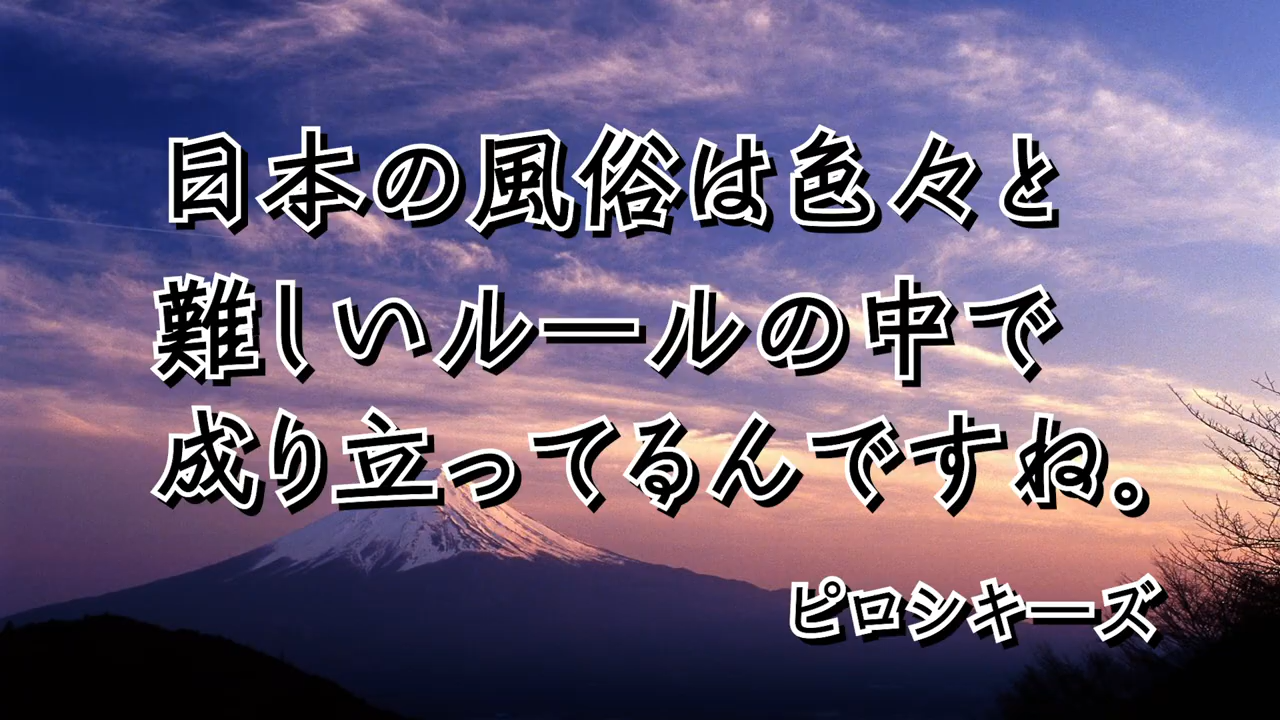 日本の風俗は色々と
難しいルールの中で
成り立ってるんですね。
ピロシキーズ